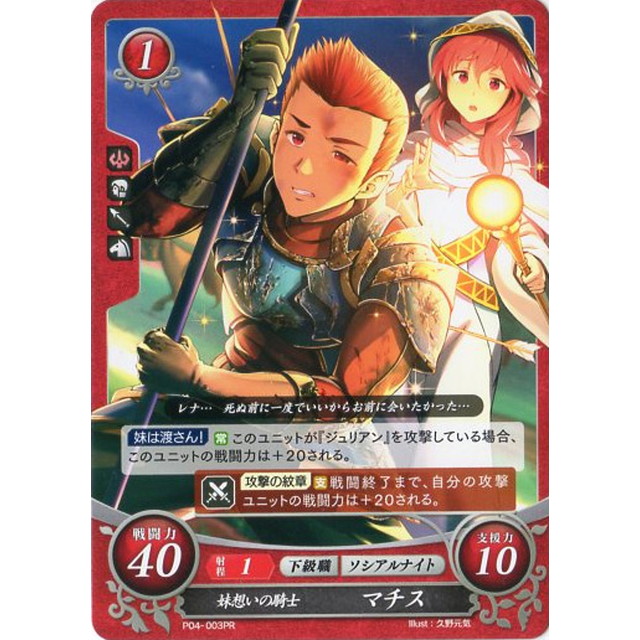 1
レナ… 死ぬ前に一度でいいからお前に会いたかった…
妹は渡さん! 常 このユニットが『ジュリアン』を攻撃している場合、
このユニットの戦闘力は+20される。
攻撃の紋章 支 戦闘終了まで、自分の攻撃
ユニットの戦闘力は+20される。
戦闘力
40
射程 1 下級職 ソシアルナイト
支援力
10
妹想いの騎士 マチス
P04-003PR
Illust:久野元気